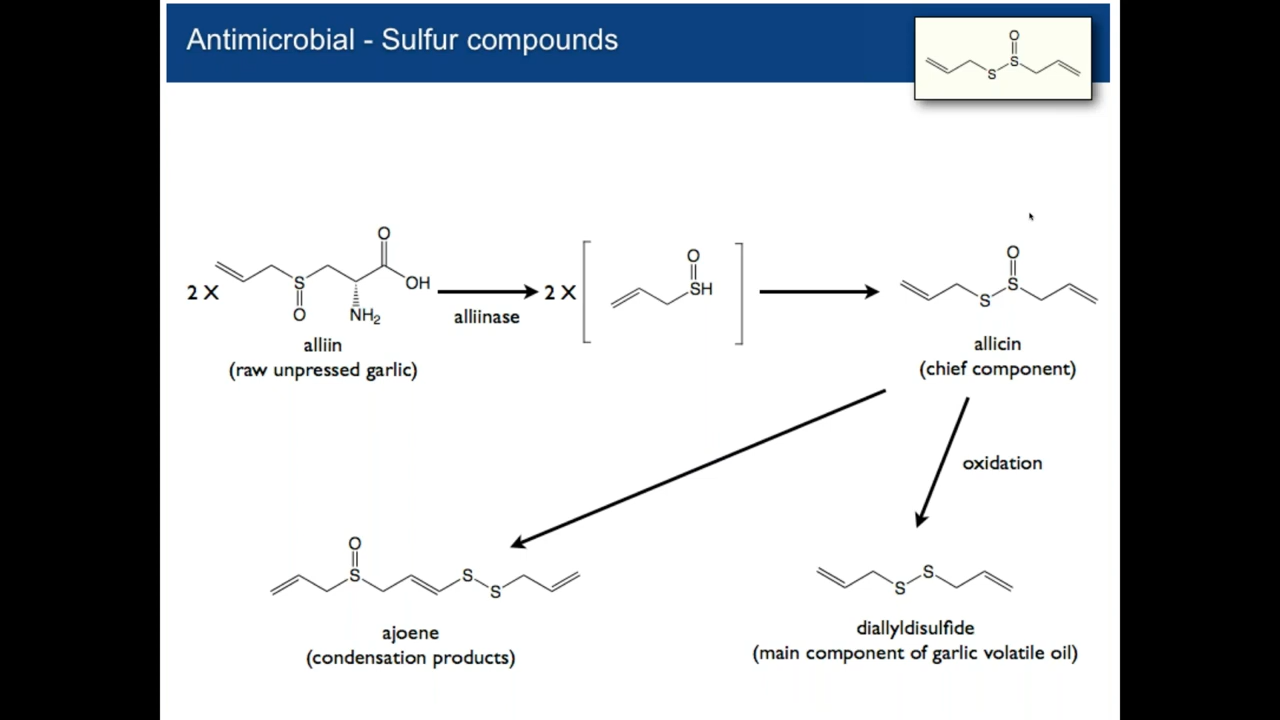 Antimicrobial - Sulfur compounds
O
S
S
2 X
S
O
O
OH
NH₂
alliin
(raw unpressed garlic)
alliinase
2 X
O
SH
O
S
S
allicin
(chief component)
oxidation
O
S
S
S
ajoene
(condensation products)
S
S
diallyldisulfide
(main component of garlic volatile oil)